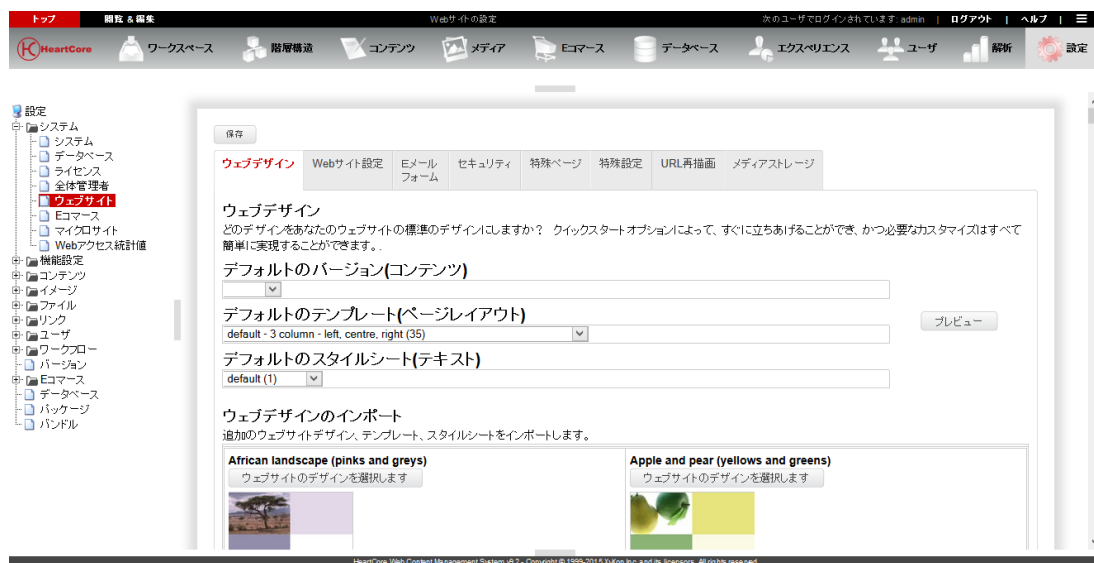 トップ 閲覧 & 編集 Webサイトの設定 次のユーザでログインされています: admin | ログアウト | ヘルプ |
HeartCore ワークスペース 階層構造 コンテンツ メディア Eコマース データベース エクスペリエンス ユーザ 解析 設定
設定
システム
システム
データベース
ライセンス
全体管理者
ウェブサイト
Eコマース
マイクロサイト
Webアクセス統計値
機能設定
コンテンツ
イメージ
ファイル
リンク
ユーザ
ワークフロー
バージョン
Eコマース
データベース
パッケージ
バンドル
保存
ウェブデザイン Webサイト設定 Eメール フォーム セキュリティ 特殊ページ 特殊設定 URL再描画 メディアストレージ
ウェブデザイン
どのデザインをあなたのウェブサイトの標準のデザインにしますか? クイックスタートオプションによって、すぐに立ちあげることができ、かつ必要なカスタマイズはすべて
簡単に実現することができます。.
デフォルトのバージョン(コンテンツ)
デフォルトのテンプレート(ページレイアウト)
default - 3 column - left, centre, right (35)
プレビュー
デフォルトのスタイルシート(テキスト)
default (1)
ウェブデザインのインポート
追加のウェブサイトデザイン、テンプレート、スタイルシートをインポートします。
African landscape (pinks and greys) Apple and pear (yellows and greens)
ウェブサイトのデザインを選択します ウェブサイトのデザインを選択します
HeartCore Web Content Management System v9.2 - Copyright © 1999-2015 XyKon Inc and its licensors. All rights reserved.